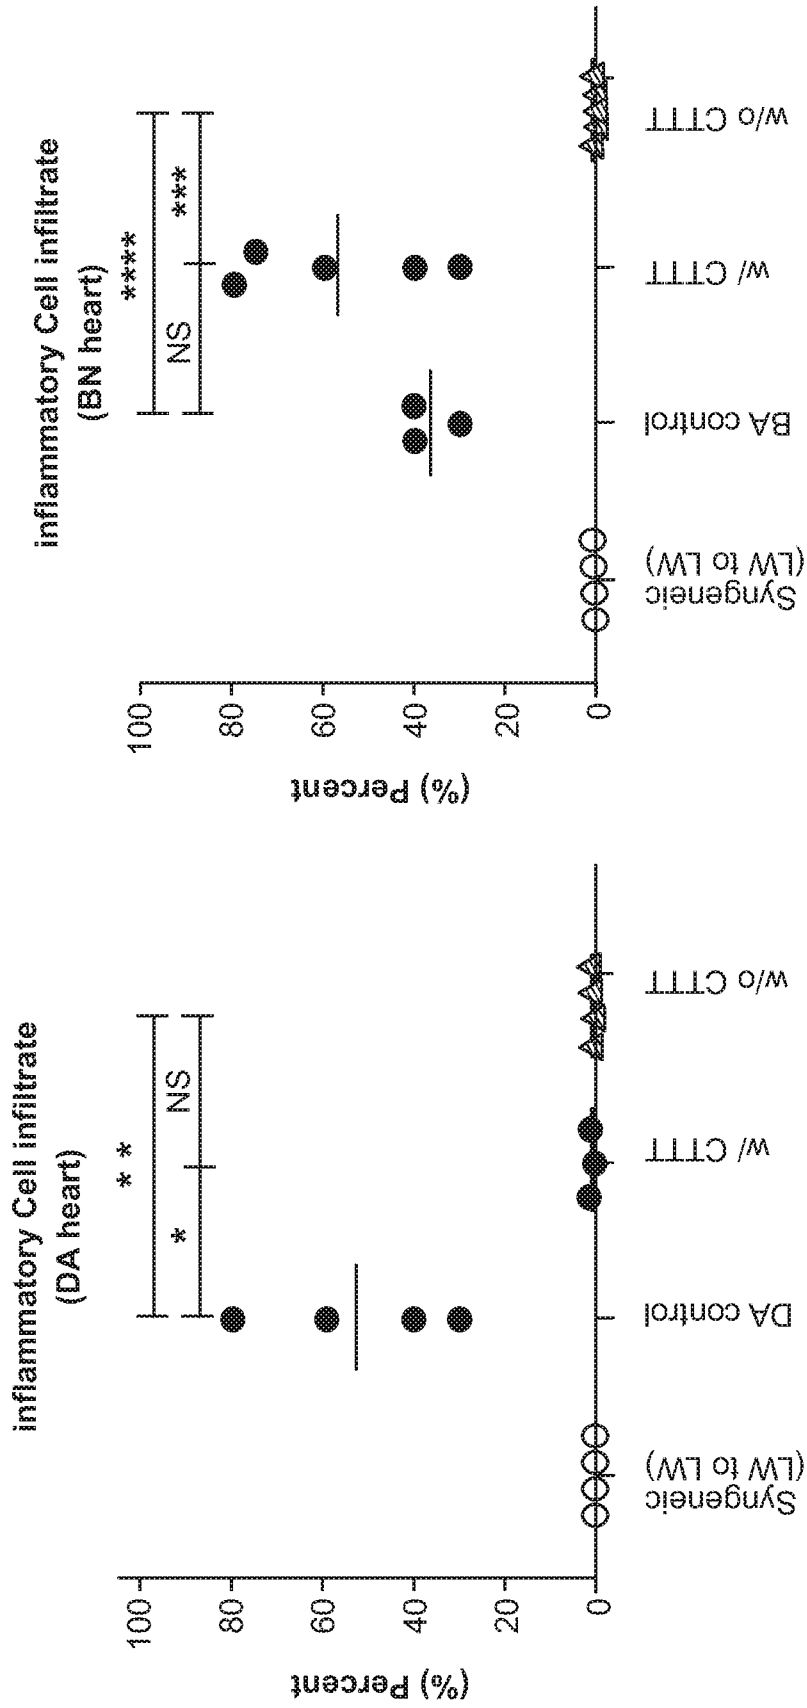 inflammatory Cell infiltrate
(DA heart)
* *
*
NS
(%) Percent
100
80
60
40
20
0
Syngeneic
(LW to LW)
DA control
w/ CTTT
w/o CTTT
inflammatory Cell infiltrate
(BN heart)
****
NS
***
(%) Percent
100
80
60
40
20
0
Syngeneic
(LW to LW)
BA control
w/ CTTT
w/o CTTT